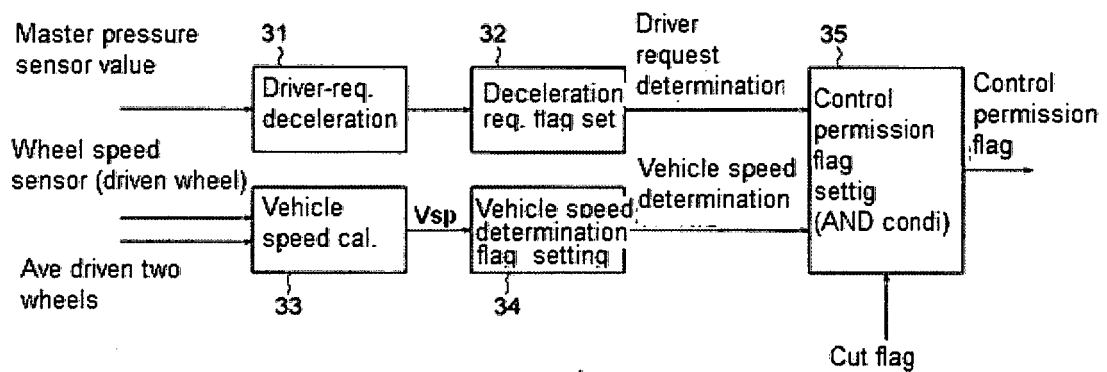 Master pressure
sensor value
31
Driver-req.
deceleration
32
Deceleration
req. flag set
Driver
request
determination
35
Control
permission
flag
settig
(AND condi)
Control
permission
flag
Wheel speed
sensor (driven wheel)
Vehicle
speed cal.
33
Vsp
Vehicle speed
determination
flag setting
34
Vehicle speed
determination
Ave driven two
wheels
Cut flag